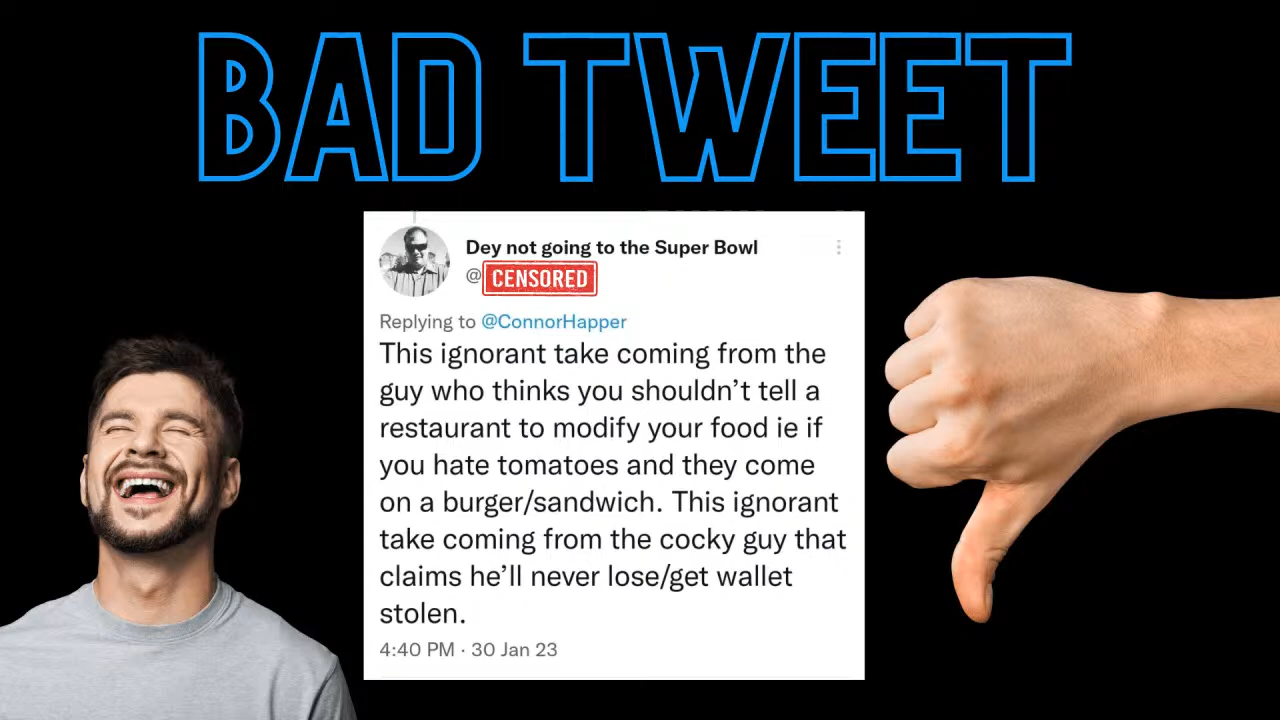 BAD TWEET
Dey not going to the Super Bowl
@CENSORED
Replying to @ConnorHapper
This ignorant take coming from the
guy who thinks you shouldn’t tell a
restaurant to modify your food ie if
you hate tomatoes and they come
on a burger/sandwich. This ignorant
take coming from the cocky guy that
claims he’ll never lose/get wallet
stolen.
4:40 PM · 30 Jan 23